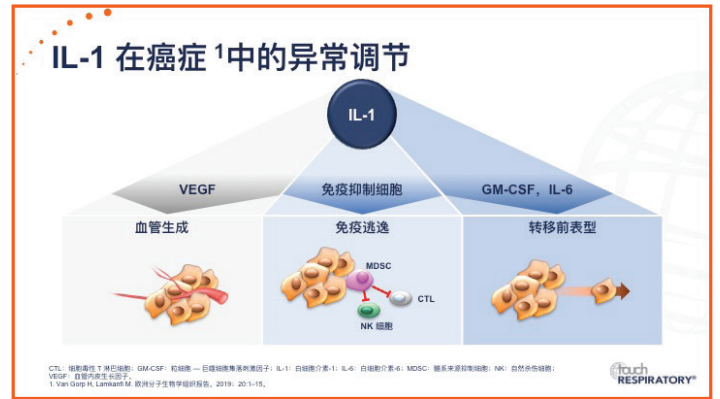 IL-1 在癌症 1中的异常调节
IL-1
VEGF
免疫抑制细胞
GM-CSF，IL-6
血管生成
免疫逃逸
转移前表型
MDSC
CTL
NK 细胞
CTL：细胞毒性 T 淋巴细胞；GM-CSF：粒细胞 — 巨噬细胞集落刺激因子；IL-1：白细胞介素-1；IL-6：白细胞介素-6；MDSC：髓系来源抑制细胞；NK：自然杀伤细胞；
VEGF：血管内皮生长因子。
1. Van Gorp H, Lamkanfi M. 欧洲分子生物学组织报告。2019；20:1–15。
touch
RESPIRATORY®